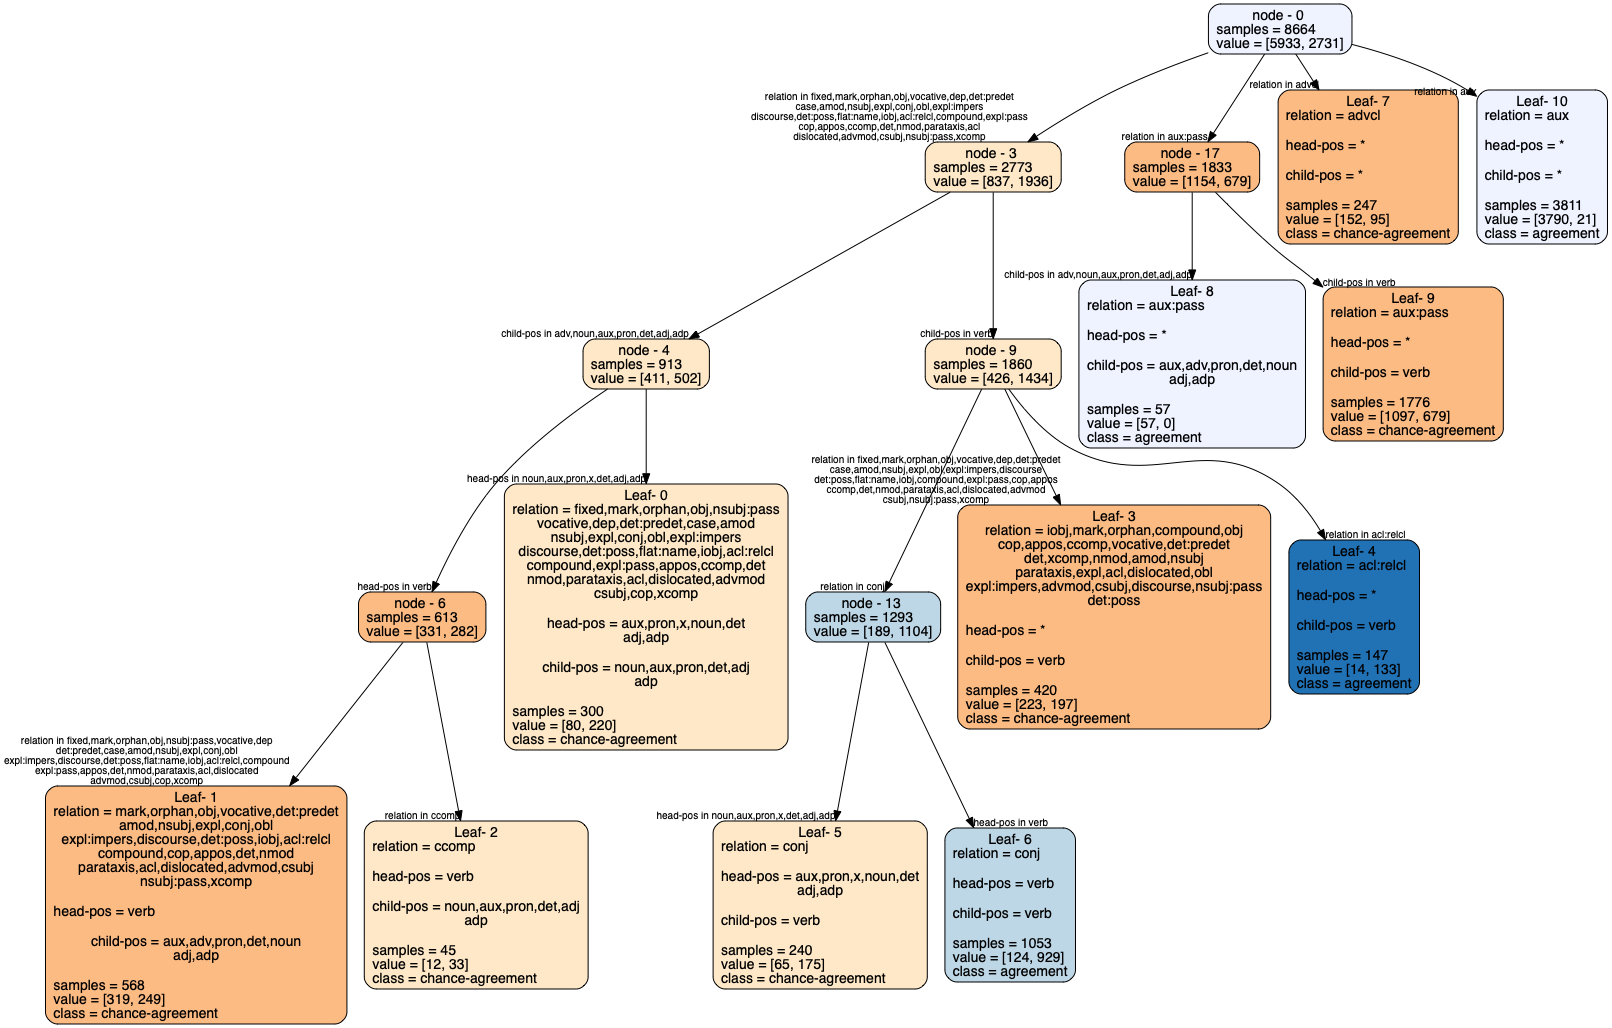 node - 0
samples = 8664
value = [5933, 2731]
relation in fixed,mark,orphan,obj,vocative,dep,det:predet
case,amod,nsubj,expl,conj,obl,expl:impers
discourse,det:poss,flat:name,iobj,acl:relcl,compound,expl:pass
cop,appos,ccomp,det,nmod,parataxis,acl
dislocated,advmod,csubj,nsubj:pass,xcomp
node - 3
samples = 2773
value = [837, 1936]
relation in aux:pass
node - 17
samples = 1833
value = [1154, 679]
relation in advcl
Leaf- 7
relation = advcl
head-pos = *
child-pos = *
samples = 247
value = [152, 95]
class = chance-agreement
relation in aux
Leaf- 10
relation = aux
head-pos = *
child-pos = *
samples = 3811
value = [3790, 21]
class = agreement
child-pos in adv,noun,aux,pron,det,adj,adp
node - 4
samples = 913
value = [411, 502]
child-pos in verb
node - 9
samples = 1860
value = [426, 1434]
child-pos in adv,noun,aux,pron,det,adj,adp
Leaf- 8
relation = aux:pass
head-pos = *
child-pos = aux,adv,pron,det,noun
adj,adp
samples = 57
value = [57, 0]
class = agreement
child-pos in verb
Leaf- 9
relation = aux:pass
head-pos = *
child-pos = verb
samples = 1776
value = [1097, 679]
class = chance-agreement
head-pos in verb
node - 6
samples = 613
value = [331, 282]
head-pos in noun,aux,pron,x,det,adj,adp
Leaf- 0
relation = fixed,mark,orphan,obj,nsubj:pass
vocative,dep,det:predet,case,amod
nsubj,expl,conj,obl,expl:impers
discourse,det:poss,flat:name,iobj,acl:relcl
compound,expl:pass,appos,ccomp,det
nmod,parataxis,acl,dislocated,advmod
csubj,cop,xcomp
head-pos = aux,pron,x,noun,det
adj,adp
child-pos = noun,aux,pron,det,adj
adp
samples = 300
value = [80, 220]
class = chance-agreement
relation in fixed,mark,orphan,obj,vocative,dep,det:predet
case,amod,nsubj,expl,obl,expl:impers,discourse
det:poss,flat:name,iobj,compound,expl:pass,cop,appos
ccomp,det,nmod,parataxis,acl,dislocated,advmod
csubj,nsubj:pass,xcomp
relation in conj
node - 13
samples = 1293
value = [189, 1104]
Leaf- 3
relation = iobj,mark,orphan,compound,obj
cop,appos,ccomp,vocative,det:predet
det,xcomp,nmod,amod,nsubj
parataxis,expl,acl,dislocated,obl
expl:impers,advmod,csubj,discourse,nsubj:pass
det:poss
head-pos = *
child-pos = verb
samples = 420
value = [223, 197]
class = chance-agreement
relation in acl:relcl
Leaf- 4
relation = acl:relcl
head-pos = *
child-pos = verb
samples = 147
value = [14, 133]
class = agreement
relation in fixed,mark,orphan,obj,nsubj:pass,vocative,dep
det:predet,case,amod,nsubj,expl,conj,obl
expl:impers,discourse,det:poss,flat:name,iobj,acl:relcl,compound
expl:pass,appos,det,nmod,parataxis,acl,dislocated
advmod,csubj,cop,xcomp
Leaf- 1
relation = mark,orphan,obj,vocative,det:predet
amod,nsubj,expl,conj,obl
expl:impers,discourse,det:poss,iobj,acl:relcl
compound,cop,appos,det,nmod
parataxis,acl,dislocated,advmod,csubj
nsubj:pass,xcomp
head-pos = verb
child-pos = aux,adv,pron,det,noun
adj,adp
samples = 568
value = [319, 249]
class = chance-agreement
relation in ccomp
Leaf- 2
relation = ccomp
head-pos = verb
child-pos = noun,aux,pron,det,adj
adp
samples = 45
value = [12, 33]
class = chance-agreement
head-pos in noun,aux,pron,x,det,adj,adp
Leaf- 5
relation = conj
head-pos = aux,pron,x,noun,det
adj,adp
child-pos = verb
samples = 240
value = [65, 175]
class = chance-agreement
head-pos in verb
Leaf- 6
relation = conj
head-pos = verb
child-pos = verb
samples = 1053
value = [124, 929]
class = agreement